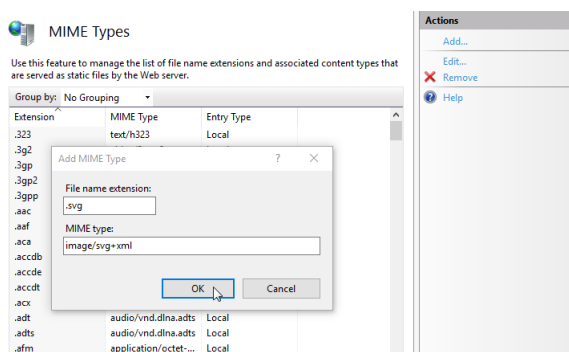 MIME Types
Use this feature to manage the list of file name extensions and associated content types that
are served as static files by the Web server.
Group by: No Grouping
Extension MIME Type Entry Type
.323 text/h323 Local
.3g2
.3gp
.3gp2
.3gpp
.aac
.aaf
.aca
.accdb
.accde
.accdt
.acx
.adt audio/vnd.dlna.adts Local
.adts audio/vnd.dlna.adts Local
.afm application/octet-... Local
Add MIME Type ?
File name extension:
.svg
MIME type:
image/svg+xml
OK Cancel
Actions
Add...
Edit...
Remove
Help